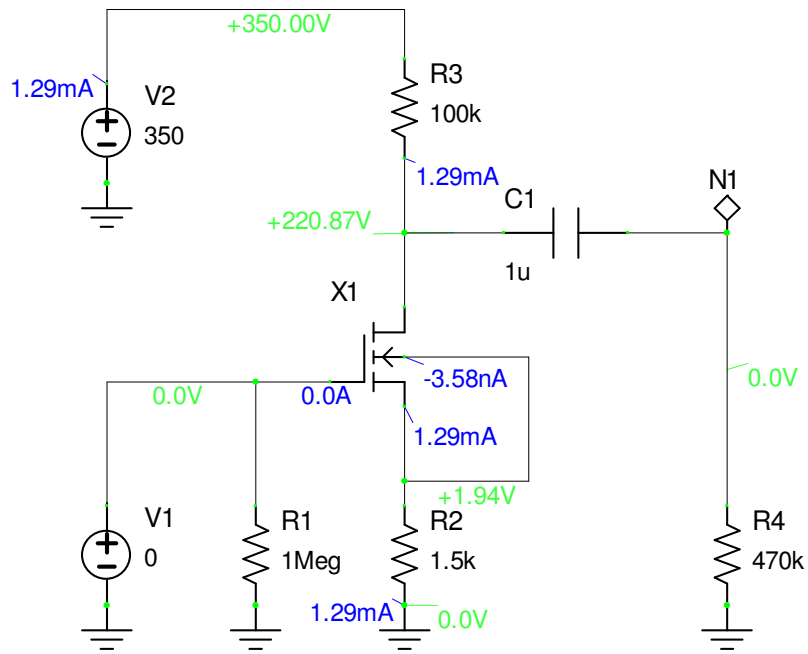 +350.00V
1.29mA
V2
350
R3
100k
1.29mA
+220.87V
C1
1u
N1
X1
-3.58nA
0.0V
0.0A
0.0V
1.29mA
+1.94V
V1
0
R1
1Meg
R2
1.5k
R4
470k
1.29mA
0.0V